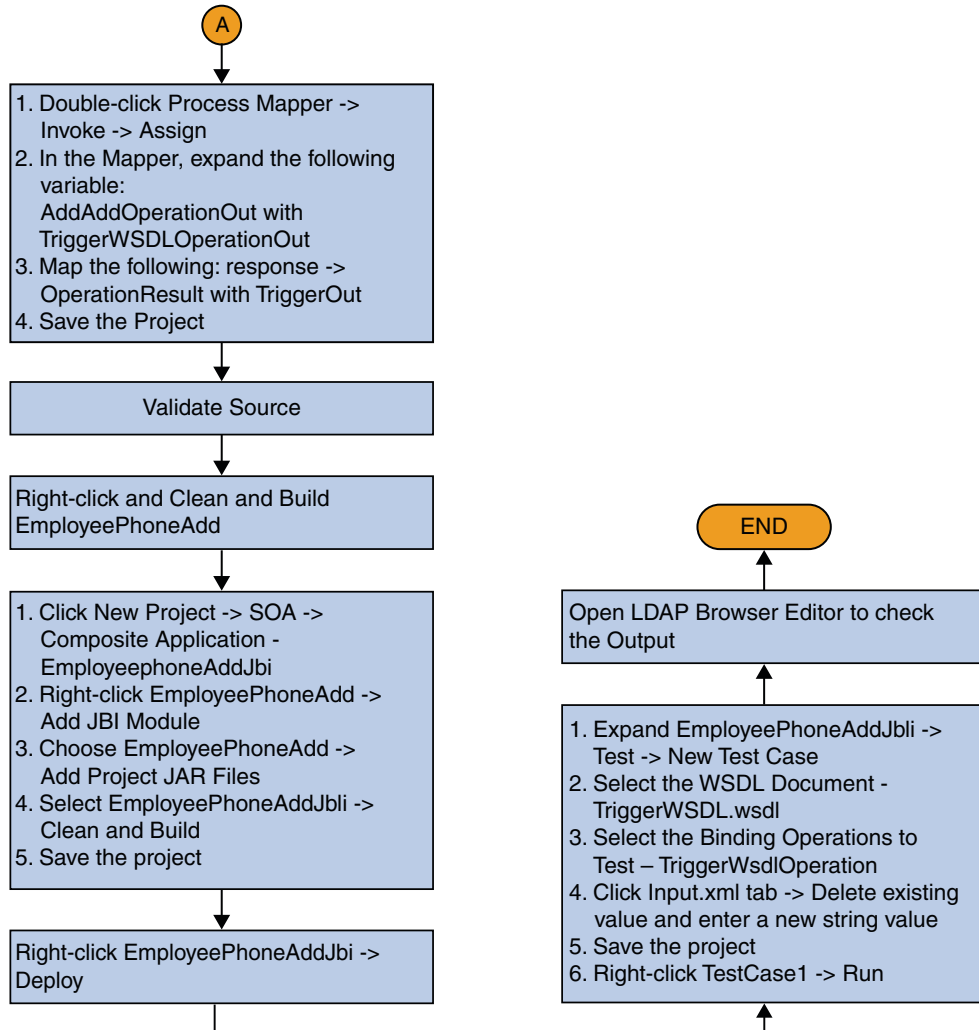 A
1. Double-click Process Mapper ->
Invoke -> Assign
2. In the Mapper, expand the following
variable:
AddAddOperationOut with
TriggerWSDLOperationOut
3. Map the following: response ->
OperationResult with TriggerOut
4. Save the Project
Validate Source
Right-click and Clean and Build
EmployeePhoneAdd
1. Click New Project -> SOA ->
Composite Application -
EmployeephoneAddJbi
2. Right-click EmployeePhoneAdd ->
Add JBI Module
3. Choose EmployeePhoneAdd ->
Add Project JAR Files
4. Select EmployeePhoneAddJbli ->
Clean and Build
5. Save the project
Right-click EmployeePhoneAddJbi ->
Deploy
1. Expand EmployeePhoneAddJbli ->
Test -> New Test Case
2. Select the WSDL Document -
TriggerWSDL.wsdl
3. Select the Binding Operations to
Test – TriggerWsdlOperation
4. Click Input.xml tab -> Delete existing
value and enter a new string value
5. Save the project
6. Right-click TestCase1 -> Run
Open LDAP Browser Editor to check
the Output
END